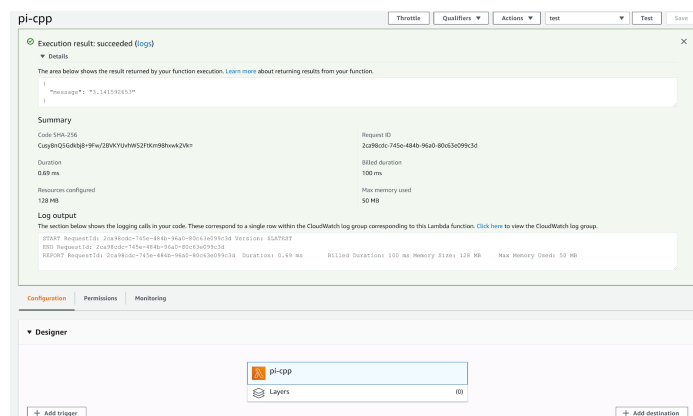 pi-cpp
Throttle Qualifiers ▼ Actions ▼ test ▼ Test Save
Execution result: succeeded (logs)
▼ Details
The area below shows the result returned by your function execution. Learn more about returning results from your function.
{
"message": "3.141592653"
}
Summary
Code SHA-256 Request ID
Cusy8nQ5Gdkbj8+9Fw/2BVKYUvhW52FtKm98hxwk2Vk= 2ca98cdc-745e-484b-96a0-80c63e099c3d
Duration Billed duration
0.69 ms 100 ms
Resources configured Max memory used
128 MB 50 MB
Log output
The section below shows the logging calls in your code. These correspond to a single row within the CloudWatch log group corresponding to this Lambda function. Click here to view the CloudWatch log group.
START RequestId: 2ca98cdc-745e-484b-96a0-80c63e099c3d Version: $LATEST
END RequestId: 2ca98cdc-745e-484b-96a0-80c63e099c3d
REPORT RequestId: 2ca98cdc-745e-484b-96a0-80c63e099c3d Duration: 0.69 ms Billed Duration: 100 ms Memory Size: 128 MB Max Memory Used: 50 MB
Configuration Permissions Monitoring
▼ Designer
pi-cpp
Layers (0)
+ Add trigger + Add destination